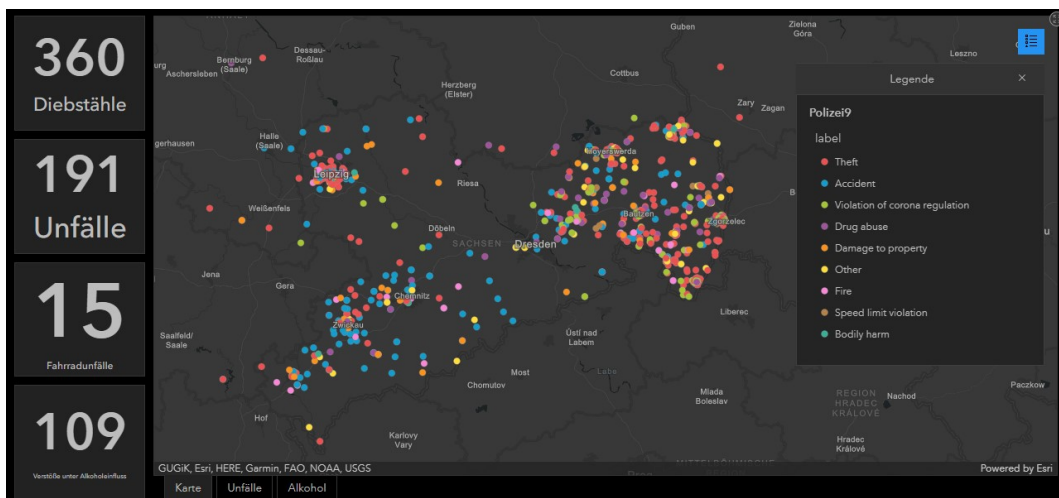 360
Diebstähle
191
Unfälle
15
Fahrradunfälle
109
Verstöße unter Alkoholeinfluss
Guben
Zielona
Góra
Leszno
Dessau-
Roßlau
Bernburg
(Saale)
Aschersleben
Cottbus
Herzberg
(Elster)
Zary
Zagan
Halle
(Saale)
gerhausen
Hoyerswerda
Leipzig
Riesa
Weißenfels
Bautzen
Zgorzelec
Döbeln
SACHSEN
Dresden
Jena
Gera
Chemnitz
Zwickau
Liberec
Saalfeld/
Saale
Ústí nad
Labem
Labe
Most
Chomutov
Mlada
Boleslav
REGION
HRADEC
KRÁLOVÉ
Nachod
Paczkow
Hof
Karlovy
Vary
Hradec
Králové
Legende
×
Polizei9
label
Theft
Accident
Violation of corona regulation
Drug abuse
Damage to property
Other
Fire
Speed limit violation
Bodily harm
GUGiK, Esri, HERE, Garmin, FAO, NOAA, USGS
Powered by Esri
Karte
Unfälle
Alkohol